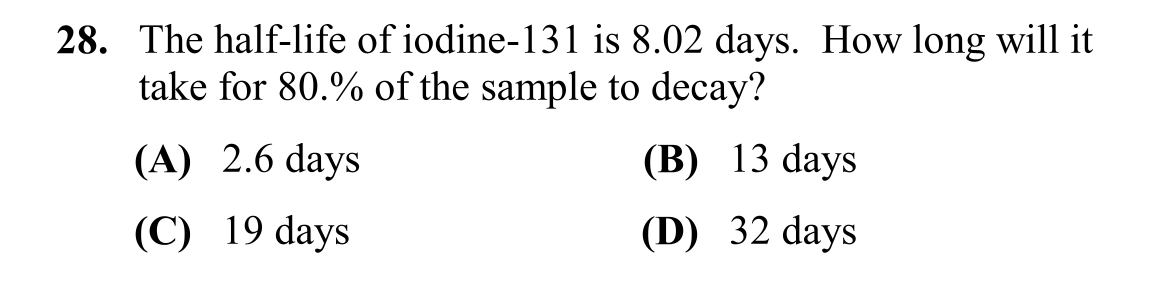 28. The half-life of iodine-131 is 8.02 days. How long will it
take for 80.% of the sample to decay?
(A) 2.6 days (B) 13 days
(C) 19 days (D) 32 days